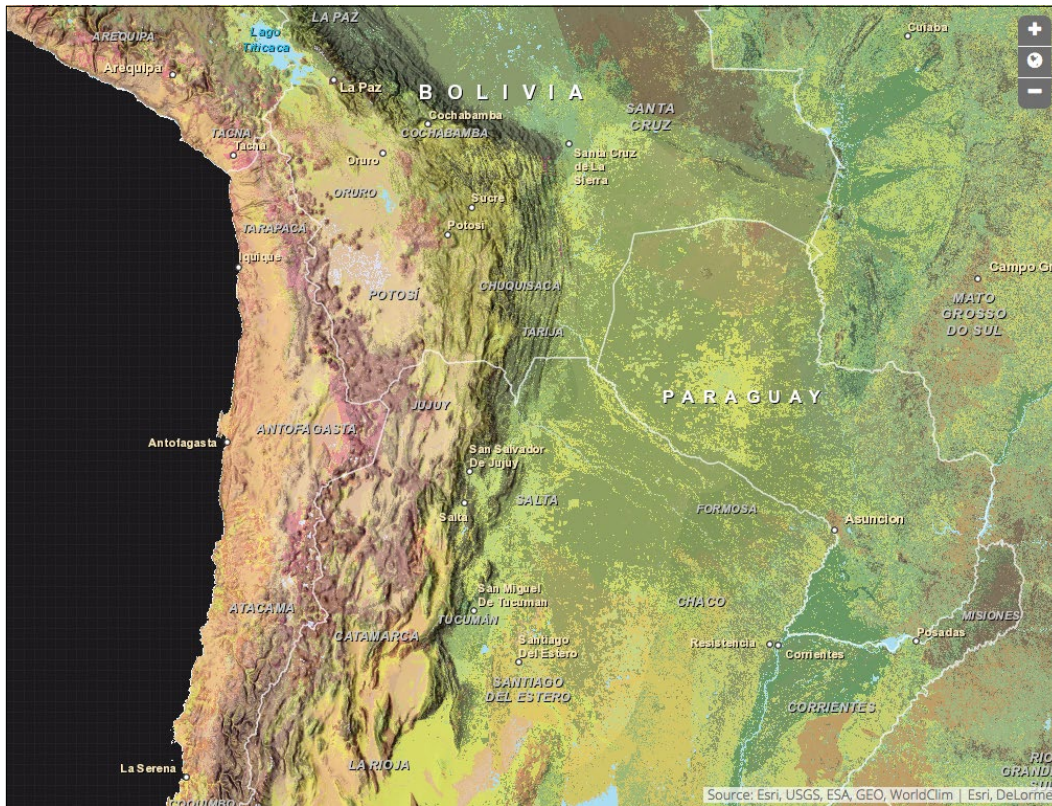 LA PAZ
AREQUIPA
Lago
Titicaca
Cuiaba
Arequipa
La Paz
BOLIVIA
SANTA
CRUZ
Cochabamba
COCHABAMBA
TACNA
Tacna
Oruro
Santa Cruz
de La
Sierra
ORURO
Sucre
TARAPACÁ
Potosi
Iquique
Campo Gr
POTOSÍ
CHUQUISACA
MATO
GROSSO
DO SUL
TARIJA
PARAGUAY
JUJUY
ANTOFAGASTA
Antofagasta
San Salvador
De Jujuy
SALTA
Salta
FORMOSA
Asuncion
San Miguel
De Tucuman
ATACAMA
TUCUMÁN
CHACO
MISIONES
CATAMARCA
Santiago
Del Estero
Resistencia
Corrientes
Posadas
SANTIAGO
DEL ESTERO
CORRIENTES
LA RIOJA
La Serena
RIO
GRAND
SU
COQUIMBO
Source: Esri, USGS, ESA, GEO, WorldClim | Esri, DeLorme